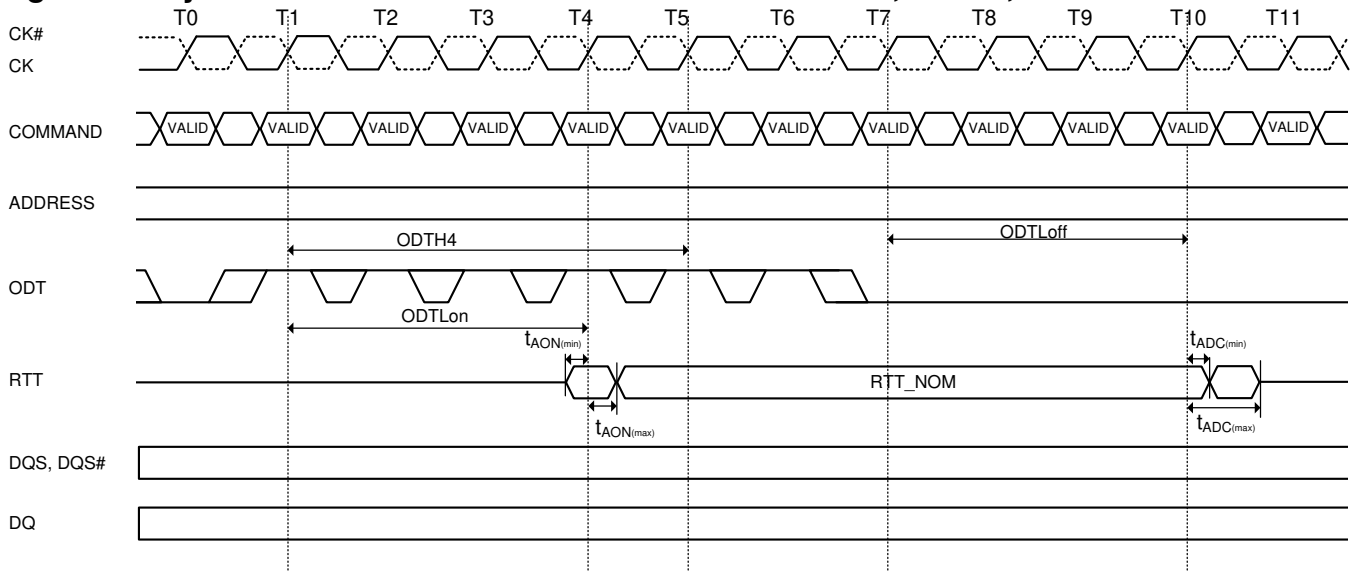 T0 T1 T2 T3 T4 T5 T6 T7 T8 T9 T10 T11
CK#
CK
COMMAND VALID VALID VALID VALID VALID VALID VALID VALID VALID VALID VALID VALID
ADDRESS
ODTH4 ODTLoff
ODT
ODTLon
tAON(min) tADC(min)
RTT RTT_NOM
tAON(max) tADC(max)
DQS, DQS#
DQ